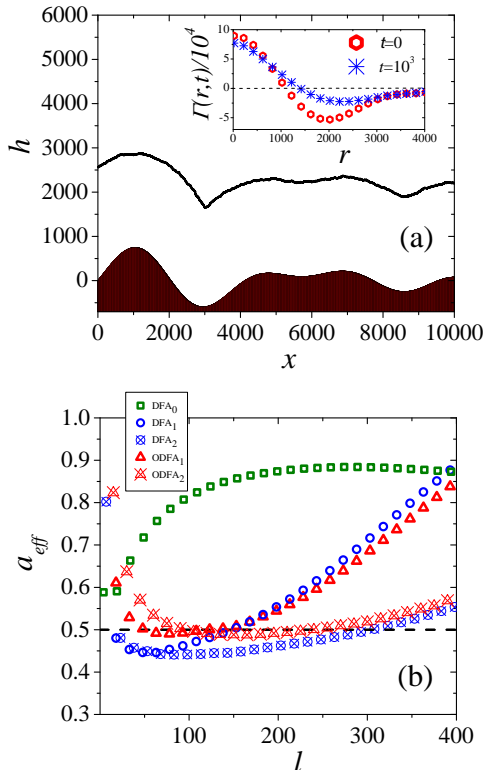 6000
5000
4000
3000
2000
1000
0
h
0 2000 4000 6000 8000 10000
x
(a)
10
5
0
-5
Γ(r,t)/10⁴
0 1000 2000 3000 4000
r
t=0
t=10³
DFA₀
DFA₁
DFA₂
ODFA₁
ODFA₂
1.0
0.9
0.8
0.7
0.6
0.5
0.4
0.3
a_eff
100 200 300 400
l
(b)